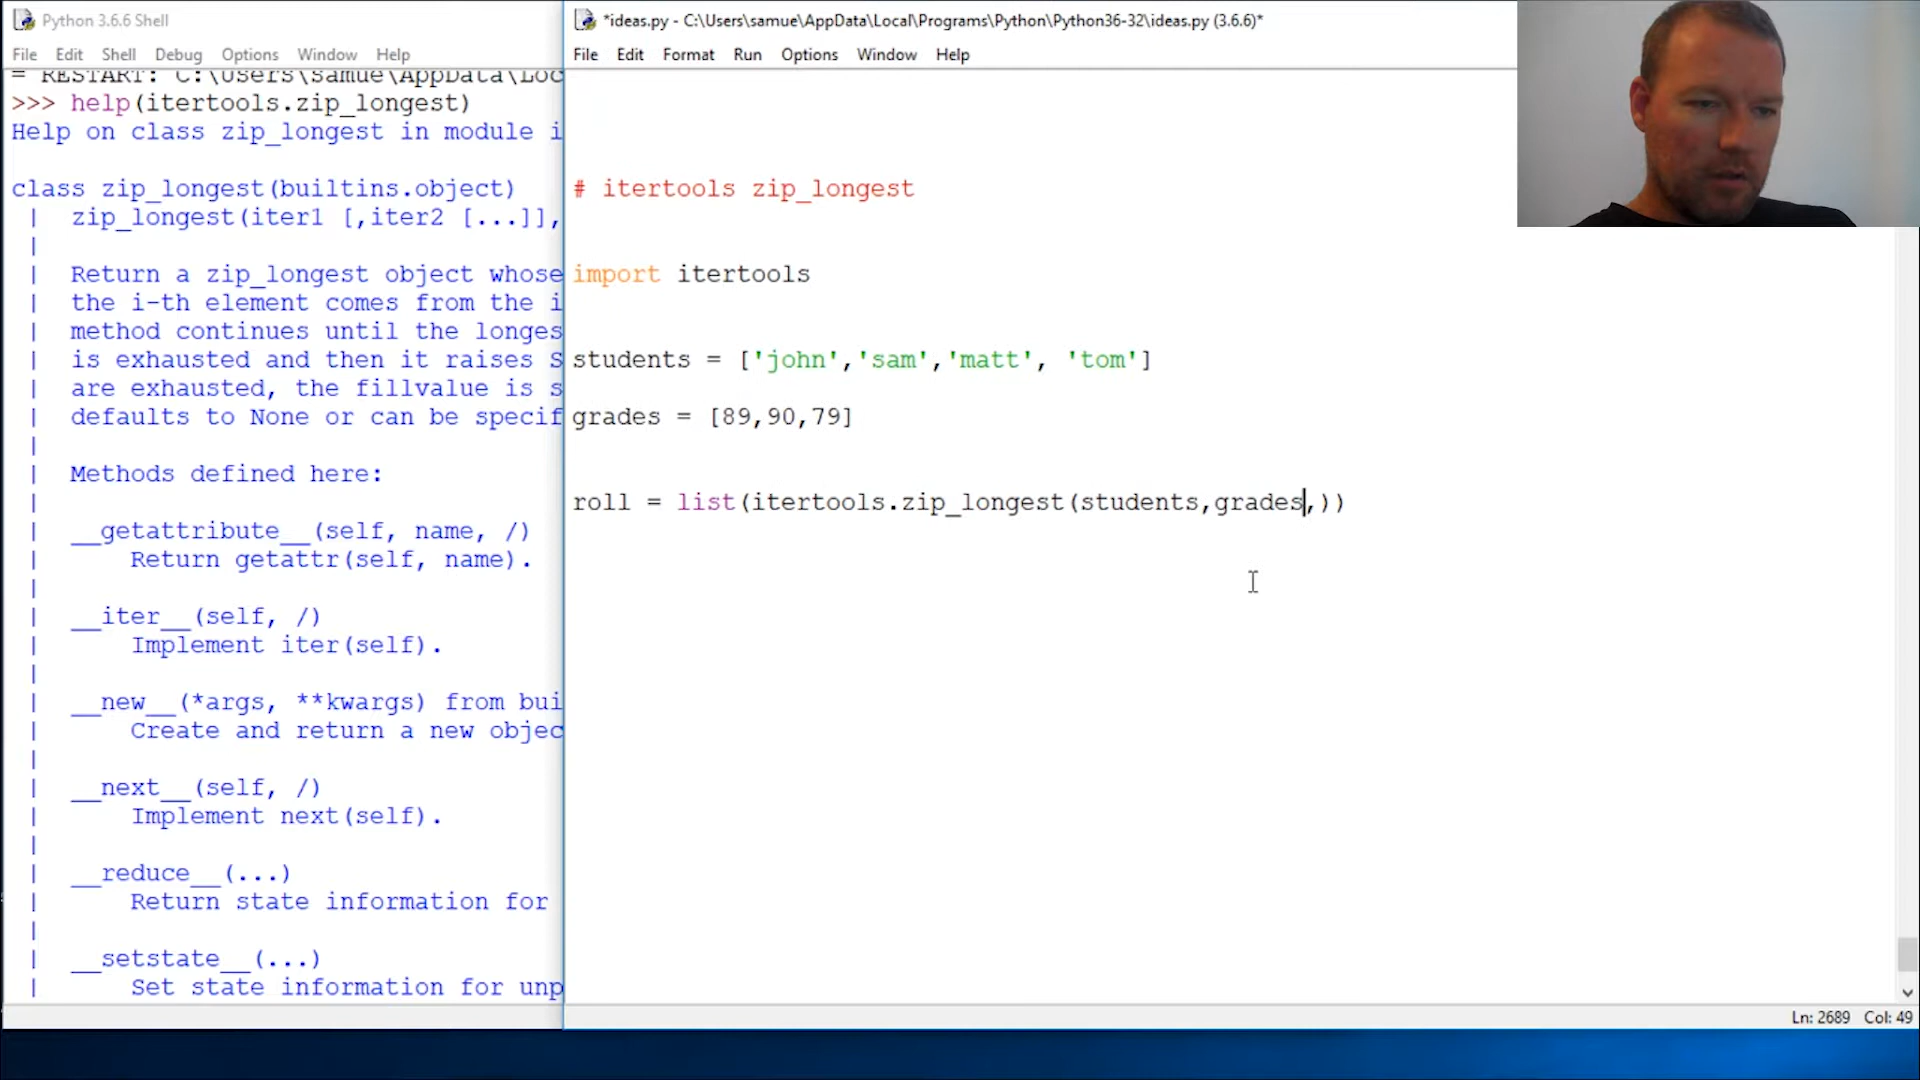 Python 3.6.6 Shell
File Edit Shell Debug Options Window Help
= RESTART: C:\Users\samue\AppData\Loc
>>> help(itertools.zip_longest)
Help on class zip_longest in module i
class zip_longest(builtins.object)
| zip_longest(iter1 [,iter2 [...]],
|
| Return a zip_longest object whose
| the i-th element comes from the i
| method continues until the longes
| is exhausted and then it raises S
| are exhausted, the fillvalue is s
| defaults to None or can be specif
|
| Methods defined here:
|
| __getattribute__(self, name, /)
| Return getattr(self, name).
|
| __iter__(self, /)
| Implement iter(self).
|
| __new__(*args, **kwargs) from bui
| Create and return a new objec
|
| __next__(self, /)
| Implement next(self).
|
| __reduce__(...)
| Return state information for
|
| __setstate__(...)
| Set state information for unp
*ideas.py - C:\Users\samue\AppData\Local\Programs\Python\Python36-32\ideas.py (3.6.6)*
File Edit Format Run Options Window Help
# itertools zip_longest
import itertools
students = ['john','sam','matt', 'tom']
grades = [89,90,79]
roll = list(itertools.zip_longest(students,grades,))
Ln: 2689 Col: 49